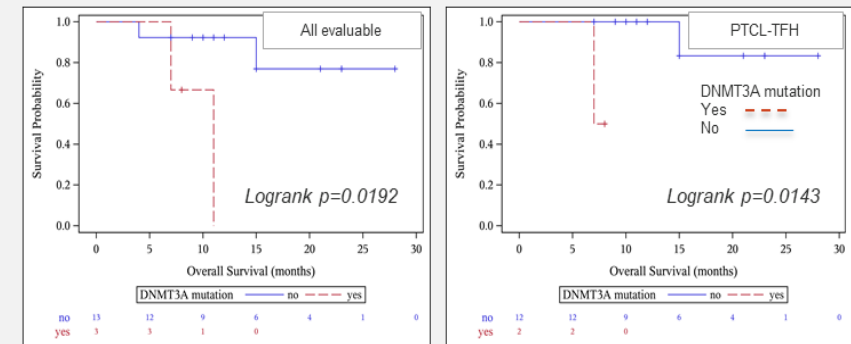 All evaluable
Survival Probability
1.0
0.8
0.6
0.4
0.2
0.0
Logrank p=0.0192
0 5 10 15 20 25 30
Overall Survival (months)
DNMT3A mutation no yes
no 13 12 9 6 4 1 0
yes 3 3 1 0
PTCL-TFH
Survival Probability
1.0
0.8
0.6
0.4
0.2
0.0
DNMT3A mutation
Yes
No
Logrank p=0.0143
0 5 10 15 20 25 30
Overall Survival (months)
DNMT3A mutation no yes
no 12 12 9 6 4 1 0
yes 2 2 0